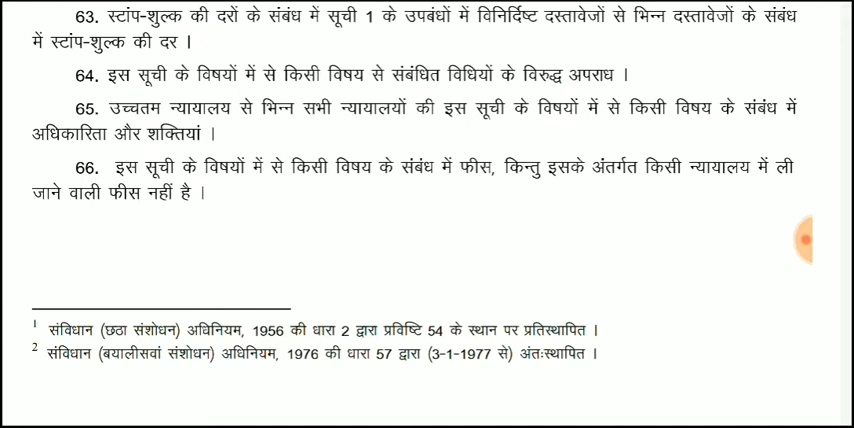 63. स्टांप-शुल्क की दरों के संबंध में सूची 1 के उपबंधों में विनिर्दिष्ट दस्तावेजों से भिन्न दस्तावेजों के संबंध
में स्टांप-शुल्क की दर ।
64. इस सूची के विषयों में से किसी विषय से संबंधित विधियों के विरुद्ध अपराध ।
65. उच्चतम न्यायालय से भिन्न सभी न्यायालयों की इस सूची के विषयों में से किसी विषय के संबंध में
अधिकारिता और शक्तियां ।
66. इस सूची के विषयों में से किसी विषय के संबंध में फीस, किन्तु इसके अंतर्गत किसी न्यायालय में ली
जाने वाली फीस नहीं है ।
1 संविधान (छठा संशोधन) अधिनियम, 1956 की धारा 2 द्वारा प्रविष्टि 54 के स्थान पर प्रतिस्थापित ।
2 संविधान (बयालीसवां संशोधन) अधिनियम, 1976 की धारा 57 द्वारा (3-1-1977 से) अंतःस्थापित ।